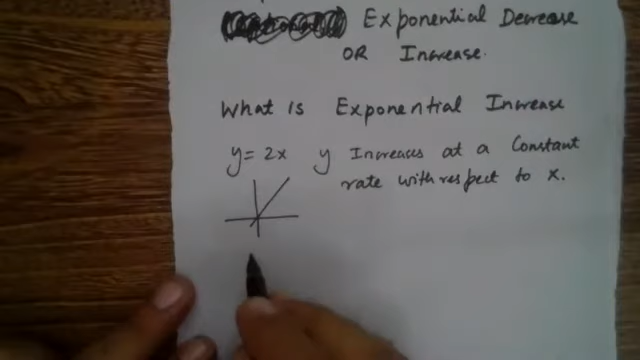 Exponential Decrease
OR Increase.
What is Exponential Increase
y = 2x y Increases at a Constant
rate with respect to x.